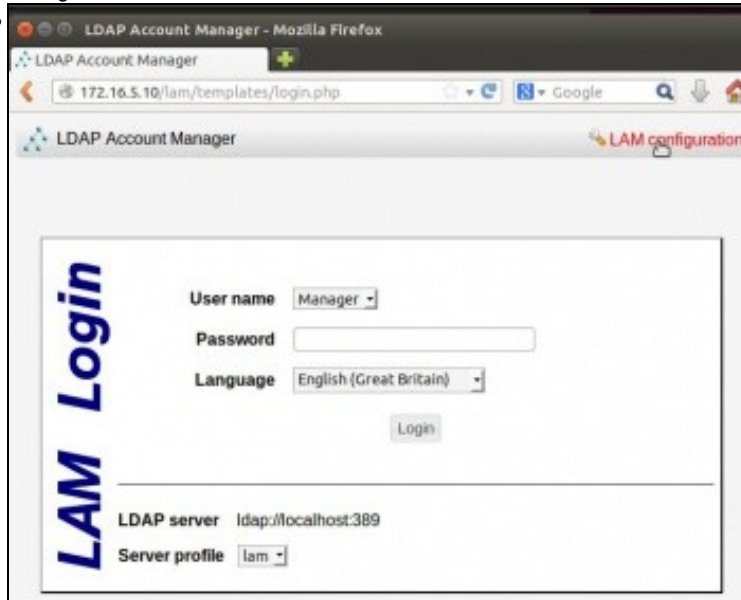 LDAP Account Manager - Mozilla Firefox
LDAP Account Manager
172.16.5.10/lam/templates/login.php
Google
LDAP Account Manager
LAM configuration
LAM Login
User name Manager
Password
Language English (Great Britain)
Login
LDAP server ldap://localhost:389
Server profile lam